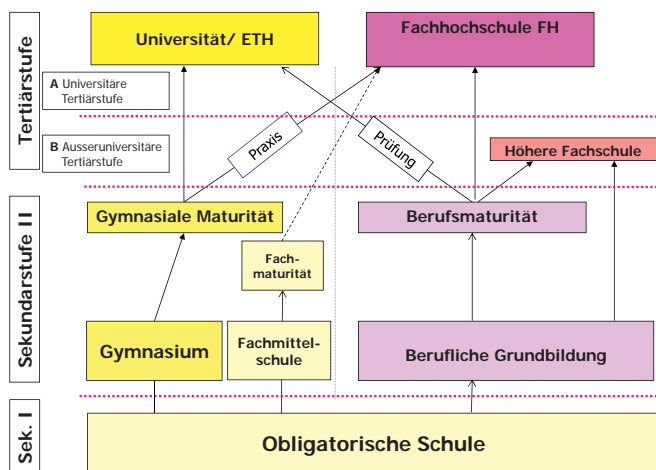 Tertiärstufe
Universität/ ETH
Fachhochschule FH
A Universitäre
Tertiärstufe
B Ausseruniversitäre
Tertiärstufe
Praxis
Prüfung
Höhere Fachschule
Sekundarstufe II
Gymnasiale Maturität
Berufsmaturität
Fach-
maturität
Gymnasium
Fachmittel-
schule
Berufliche Grundbildung
Sek. I
Obligatorische Schule